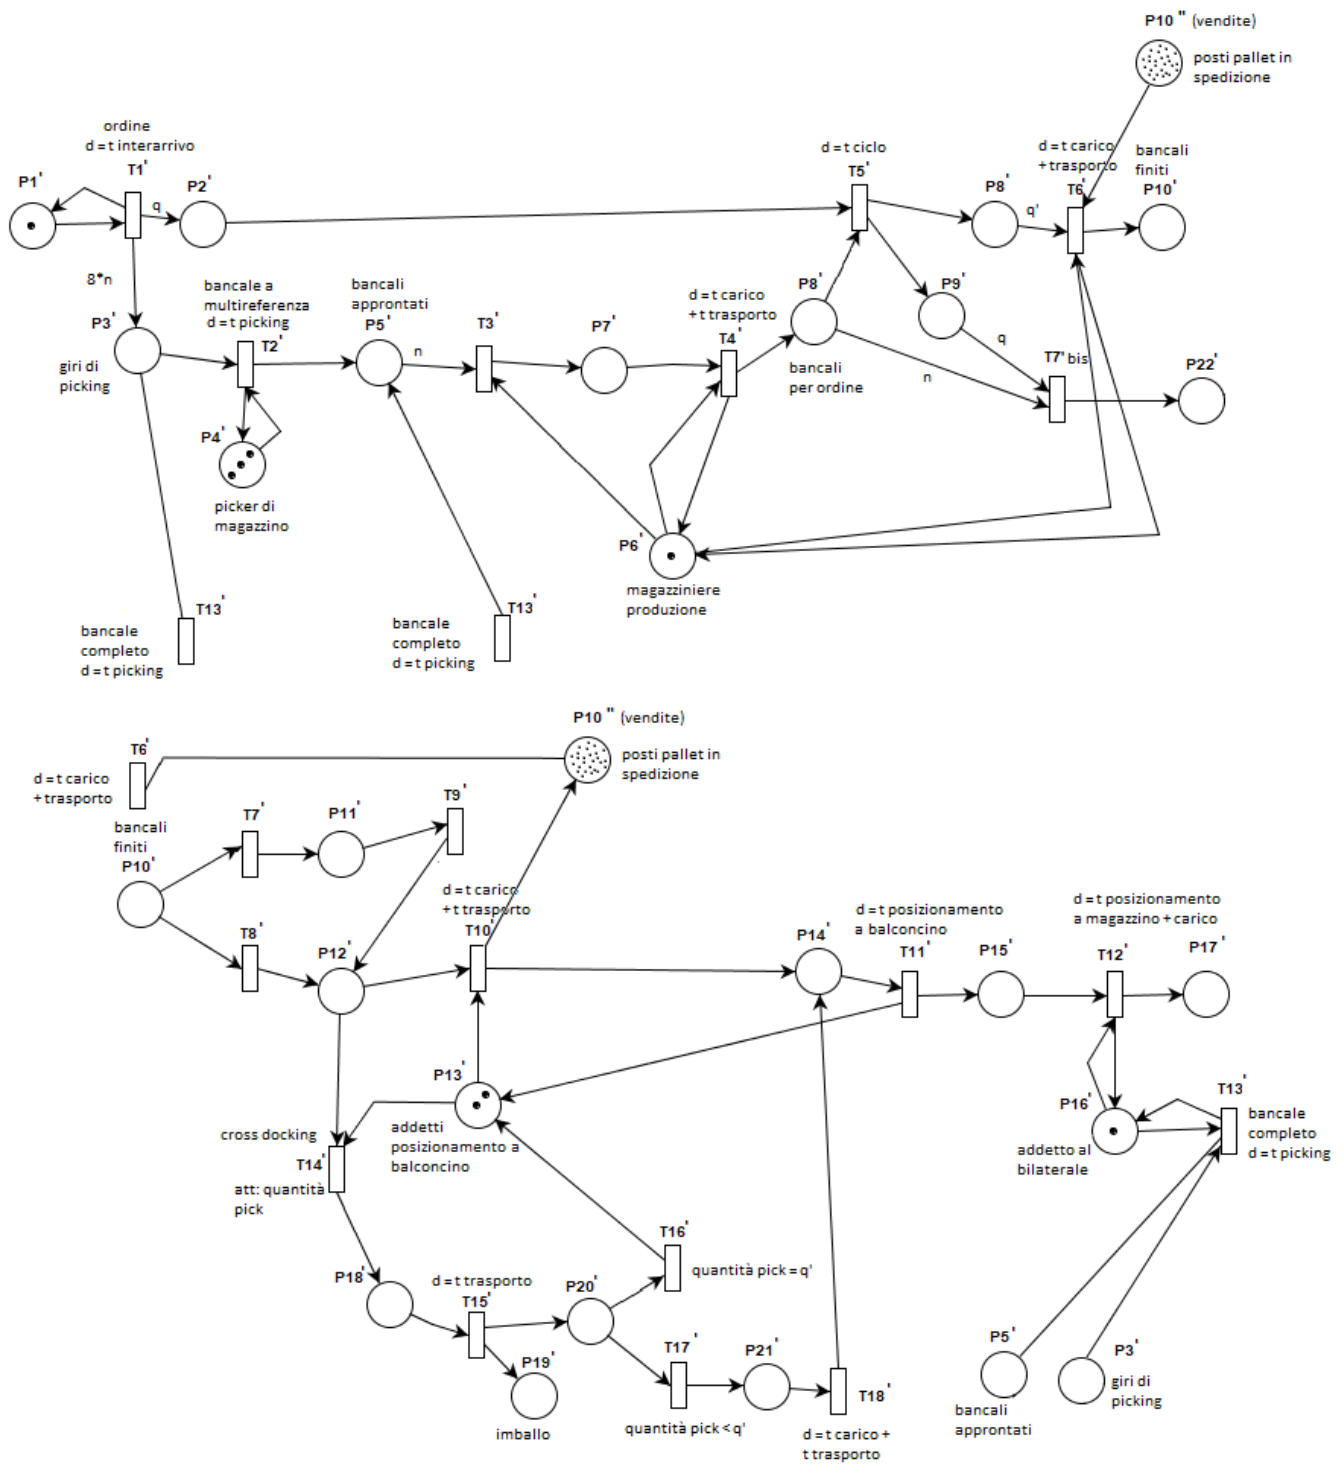 P10 " (vendite)
posti pallet in
spedizione
ordine
d = t interarrivo
T1'
P1'
q
P2'
d = t ciclo
T5'
P8'
q'
d = t carico
+ trasporto
T6'
bancali
finiti
P10'
8*n
bancale a
multireferenza
d = t picking
T2'
bancali
approntati
P5'
n
T3'
P7'
d = t carico
+ t trasporto
T4'
P8'
bancali
per ordine
P9'
q
n
T7' bis
P22'
P3'
giri di
picking
P4'
picker di
magazzino
P6'
magazziniere
produzione
T13'
bancale
completo
d = t picking
T13'
bancale
completo
d = t picking
P10 " (vendite)
posti pallet in
spedizione
T6'
d = t carico
+ trasporto
bancali
finiti
P10'
T7'
P11'
T9'
T8'
P12'
d = t carico
+ t trasporto
T10'
P14'
d = t posizionamento
a balconcino
T11'
P15'
d = t posizionamento
a magazzino + carico
T12'
P17'
P13'
addetti
posizionamento a
balconcino
cross docking
T14'
att: quantità
pick
P16'
addetto al
bilaterale
T13'
bancale
completo
d = t picking
P18'
d = t trasporto
T15'
P20'
T16'
quantità pick = q'
P19'
imballo
T17'
quantità pick < q'
P21'
T18'
d = t carico +
t trasporto
P5'
bancali
approntati
P3'
giri di
picking